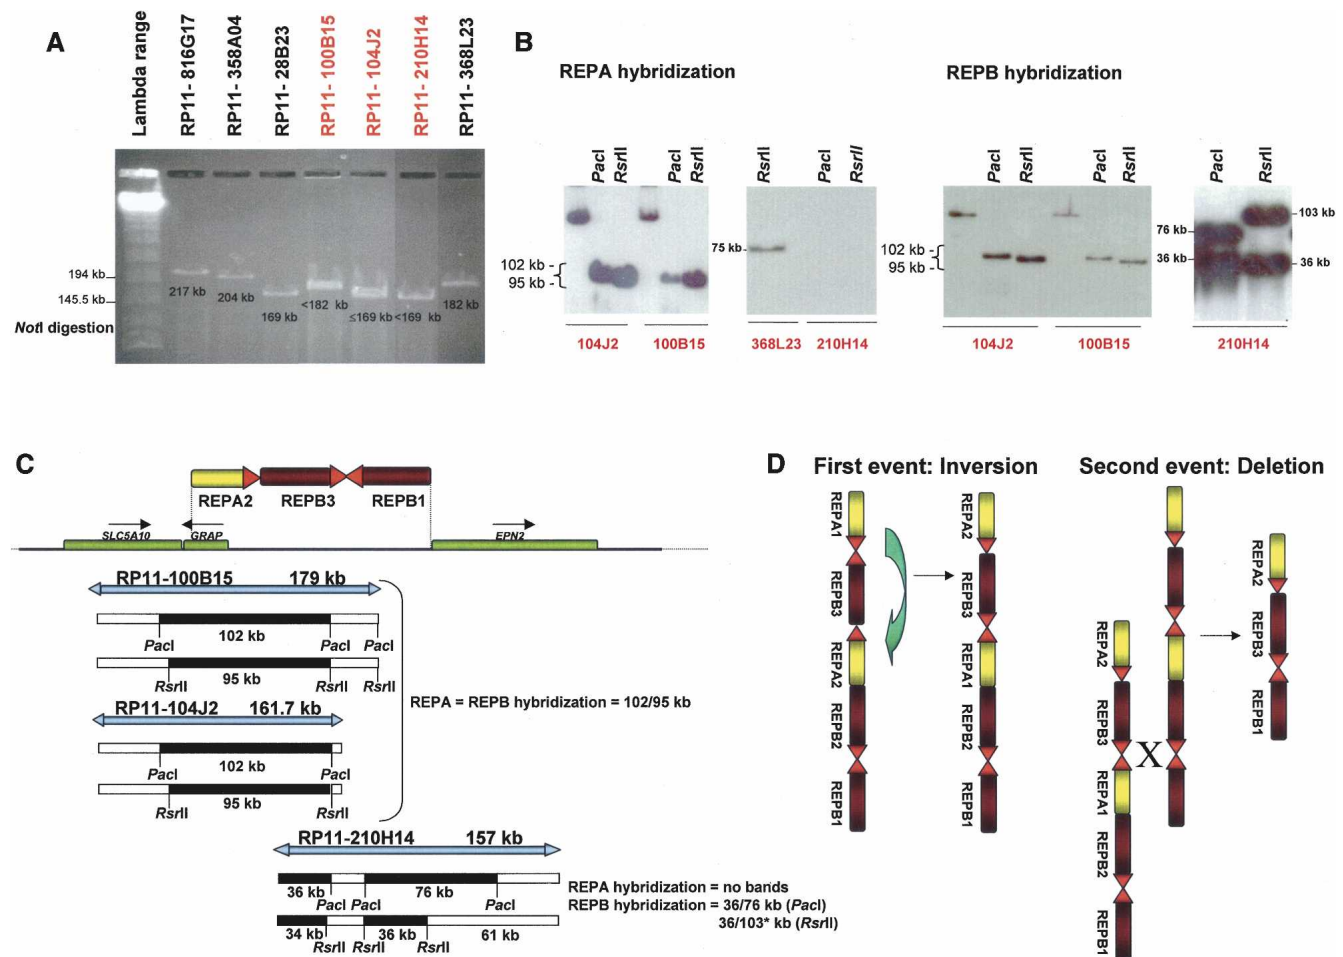 A
Lambda range
RP11- 816G17
RP11- 358A04
RP11- 28B23
RP11- 100B15
RP11- 104J2
RP11- 210H14
RP11- 368L23
194 kb
145.5 kb
NotI digestion
217 kb
204 kb
169 kb
<182 kb
≤169 kb
<169 kb
182 kb
B
REPA hybridization
PacI
RsrII
PacI
RsrII
RsrII
PacI
RsrII
102 kb -
95 kb -
75 kb
104J2
100B15
368L23
210H14
REPB hybridization
PacI
RsrII
PacI
RsrII
PacI
RsrII
102 kb -
95 kb -
76 kb
36 kb
103 kb
36 kb
104J2
100B15
210H14
C
REPA2
REPB3
REPB1
SLC5A10
GRAP
EPN2
RP11-100B15 179 kb
102 kb
PacI PacI PacI
95 kb
RsrII RsrII RsrII
RP11-104J2 161.7 kb
102 kb
PacI PacI
95 kb
RsrII RsrII
REPA = REPB hybridization = 102/95 kb
RP11-210H14 157 kb
36 kb 76 kb
PacI PacI PacI
34 kb 36 kb 61 kb
RsrII RsrII RsrII
REPA hybridization = no bands
REPB hybridization = 36/76 kb (PacI)
36/103* kb (RsrII)
D
First event: Inversion
REPA1
REPB3
REPA2
REPB2
REPB1
REPA2
REPB3
REPA1
REPB2
REPB1
Second event: Deletion
REPA2
REPB3
REPA1
REPB2
REPB1
X
REPA2
REPB3
REPB1